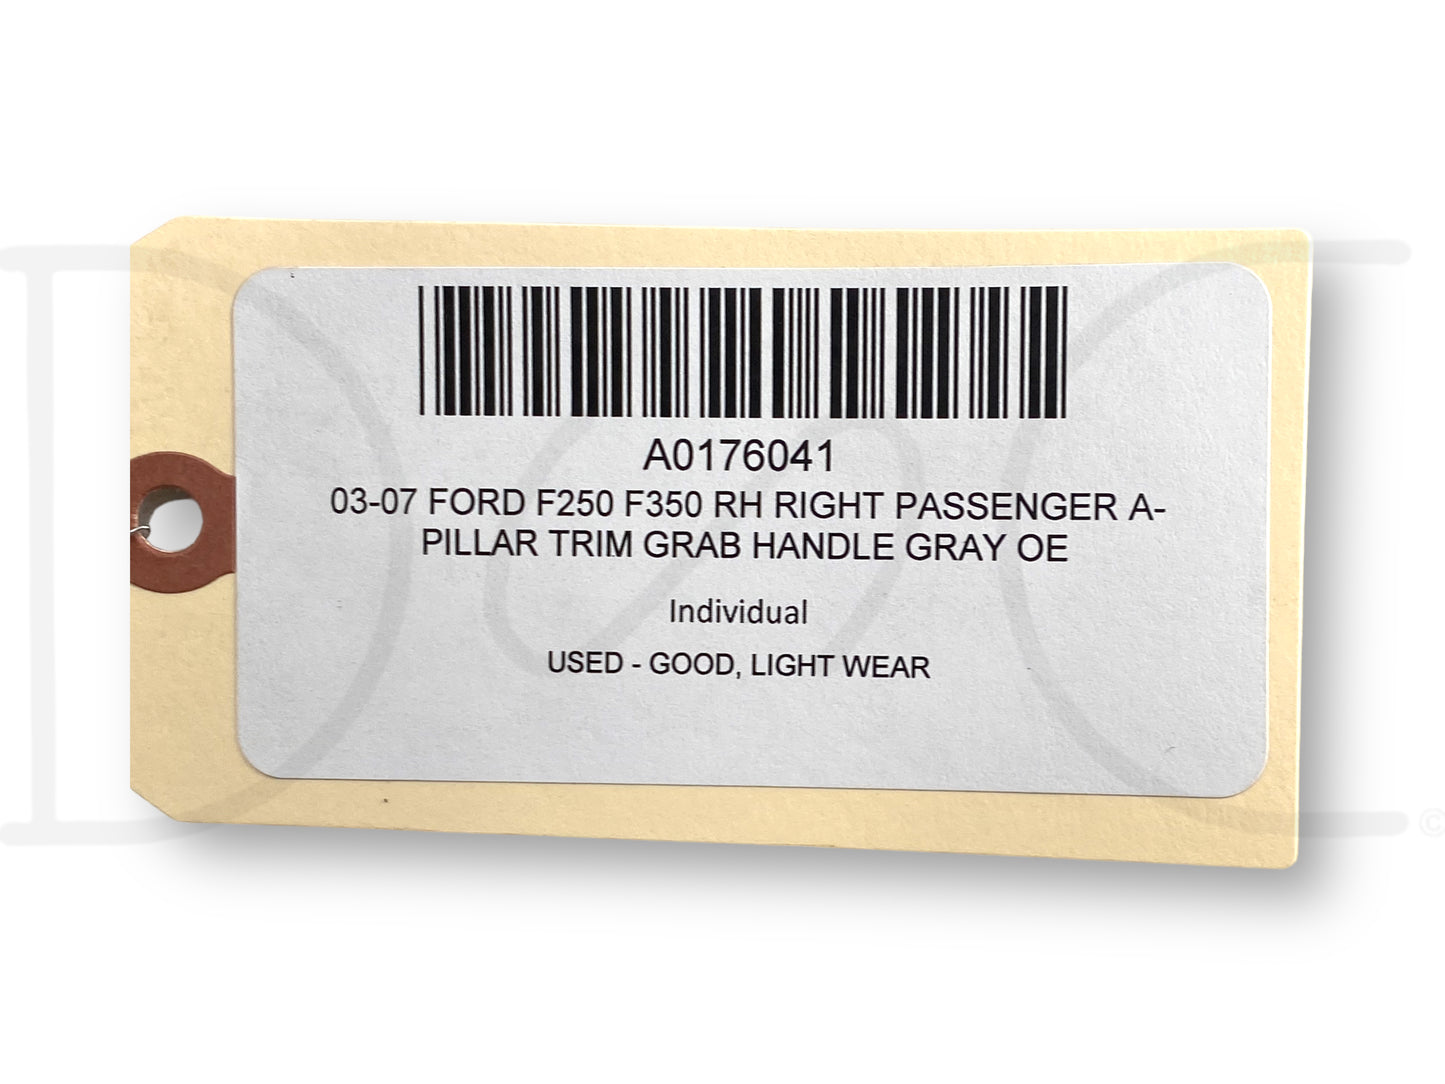 A0176041
03-07 FORD F250 F350 RH RIGHT PASSENGER A-
PILLAR TRIM GRAB HANDLE GRAY OE
Individual
USED - GOOD, LIGHT WEAR
©